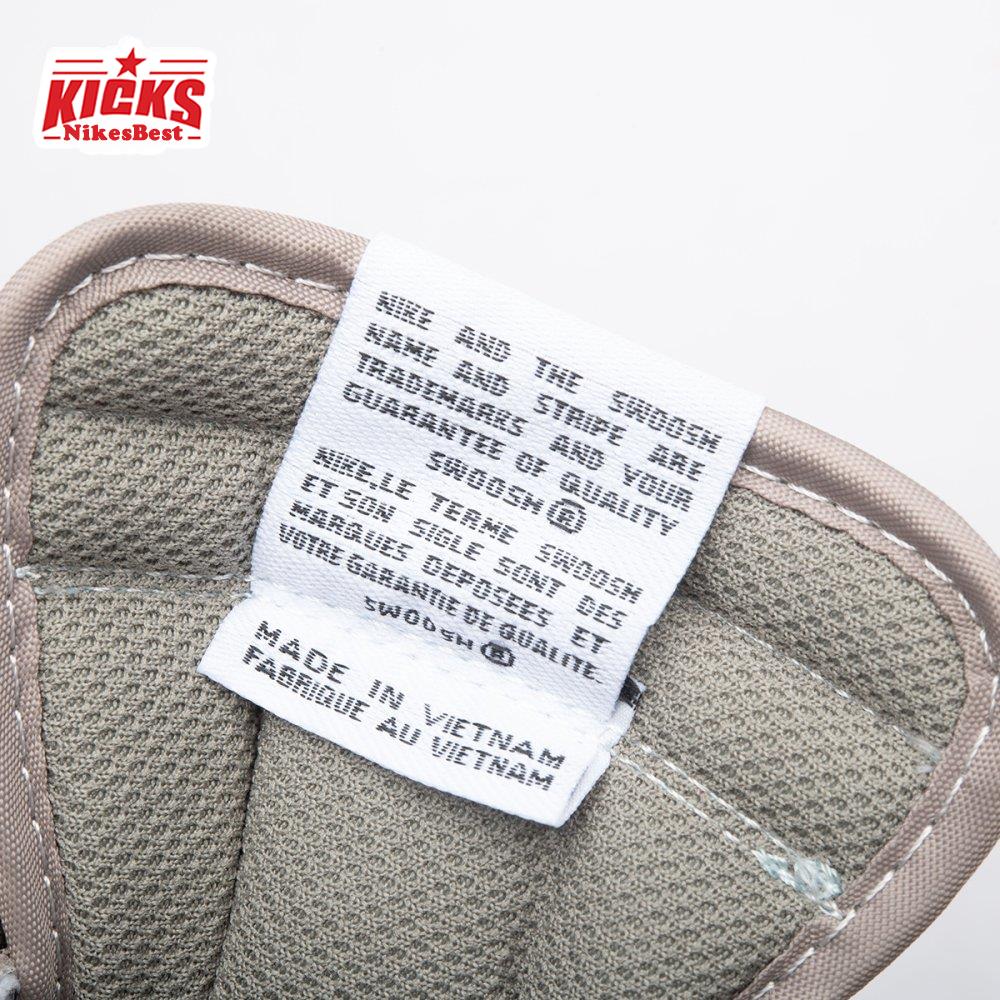 KICKS
NikesBest
NIKE AND THE SWOOSH
NAME AND STRIPE ARE
TRADEMARKS AND YOUR
GUARANTEE OF QUALITY
SWOOSH ®
NIKE,LE TERME SWOOSH
ET SON SIGLE SONT DES
MARQUES DEPOSEES ET
VOTRE GARANTIE DE QUALITE.
SWOOSH ®
MADE IN VIETNAM
FABRIQUE AU VIETNAM